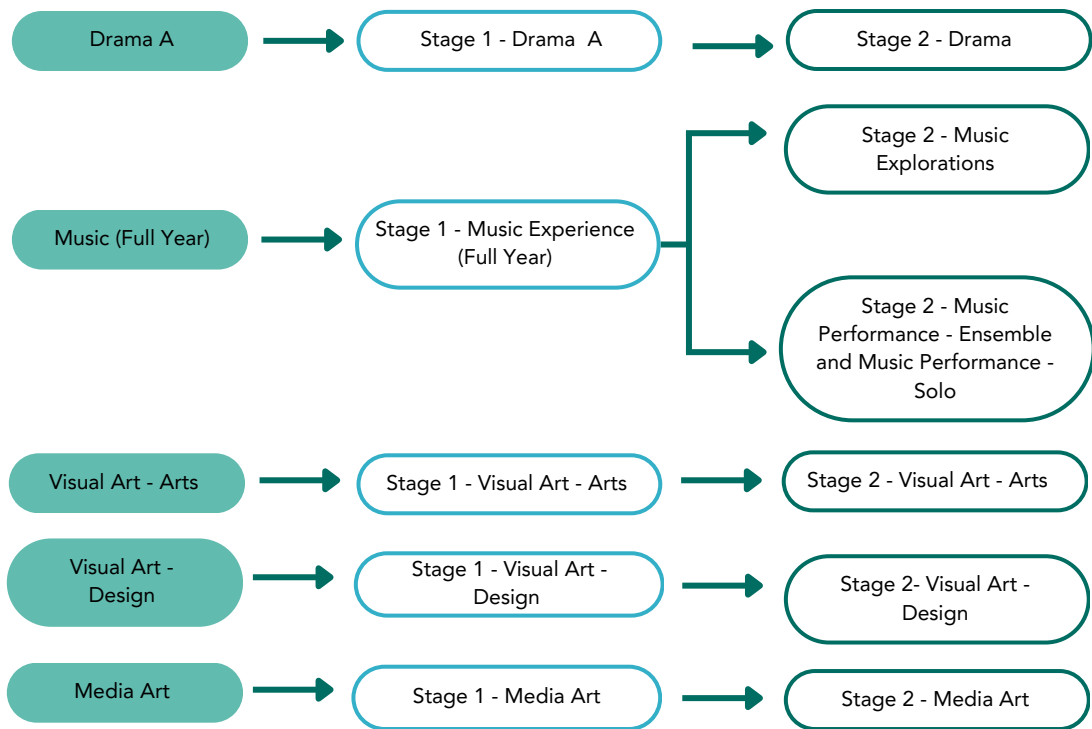 Drama A
Stage 1 - Drama  A
Stage 2 - Drama
Stage 2 - Music
Explorations
Music (Full Year)
Stage 1 - Music Experience
(Full Year)
Stage 2 - Music
Performance - Ensemble
and Music Performance -
Solo
Visual Art - Arts
Stage 1 - Visual Art - Arts
Stage 2 - Visual Art - Arts
Visual Art -
Design
Stage 1 - Visual Art -
Design
Stage 2- Visual Art -
Design
Media Art
Stage 1 - Media Art
Stage 2 - Media Art